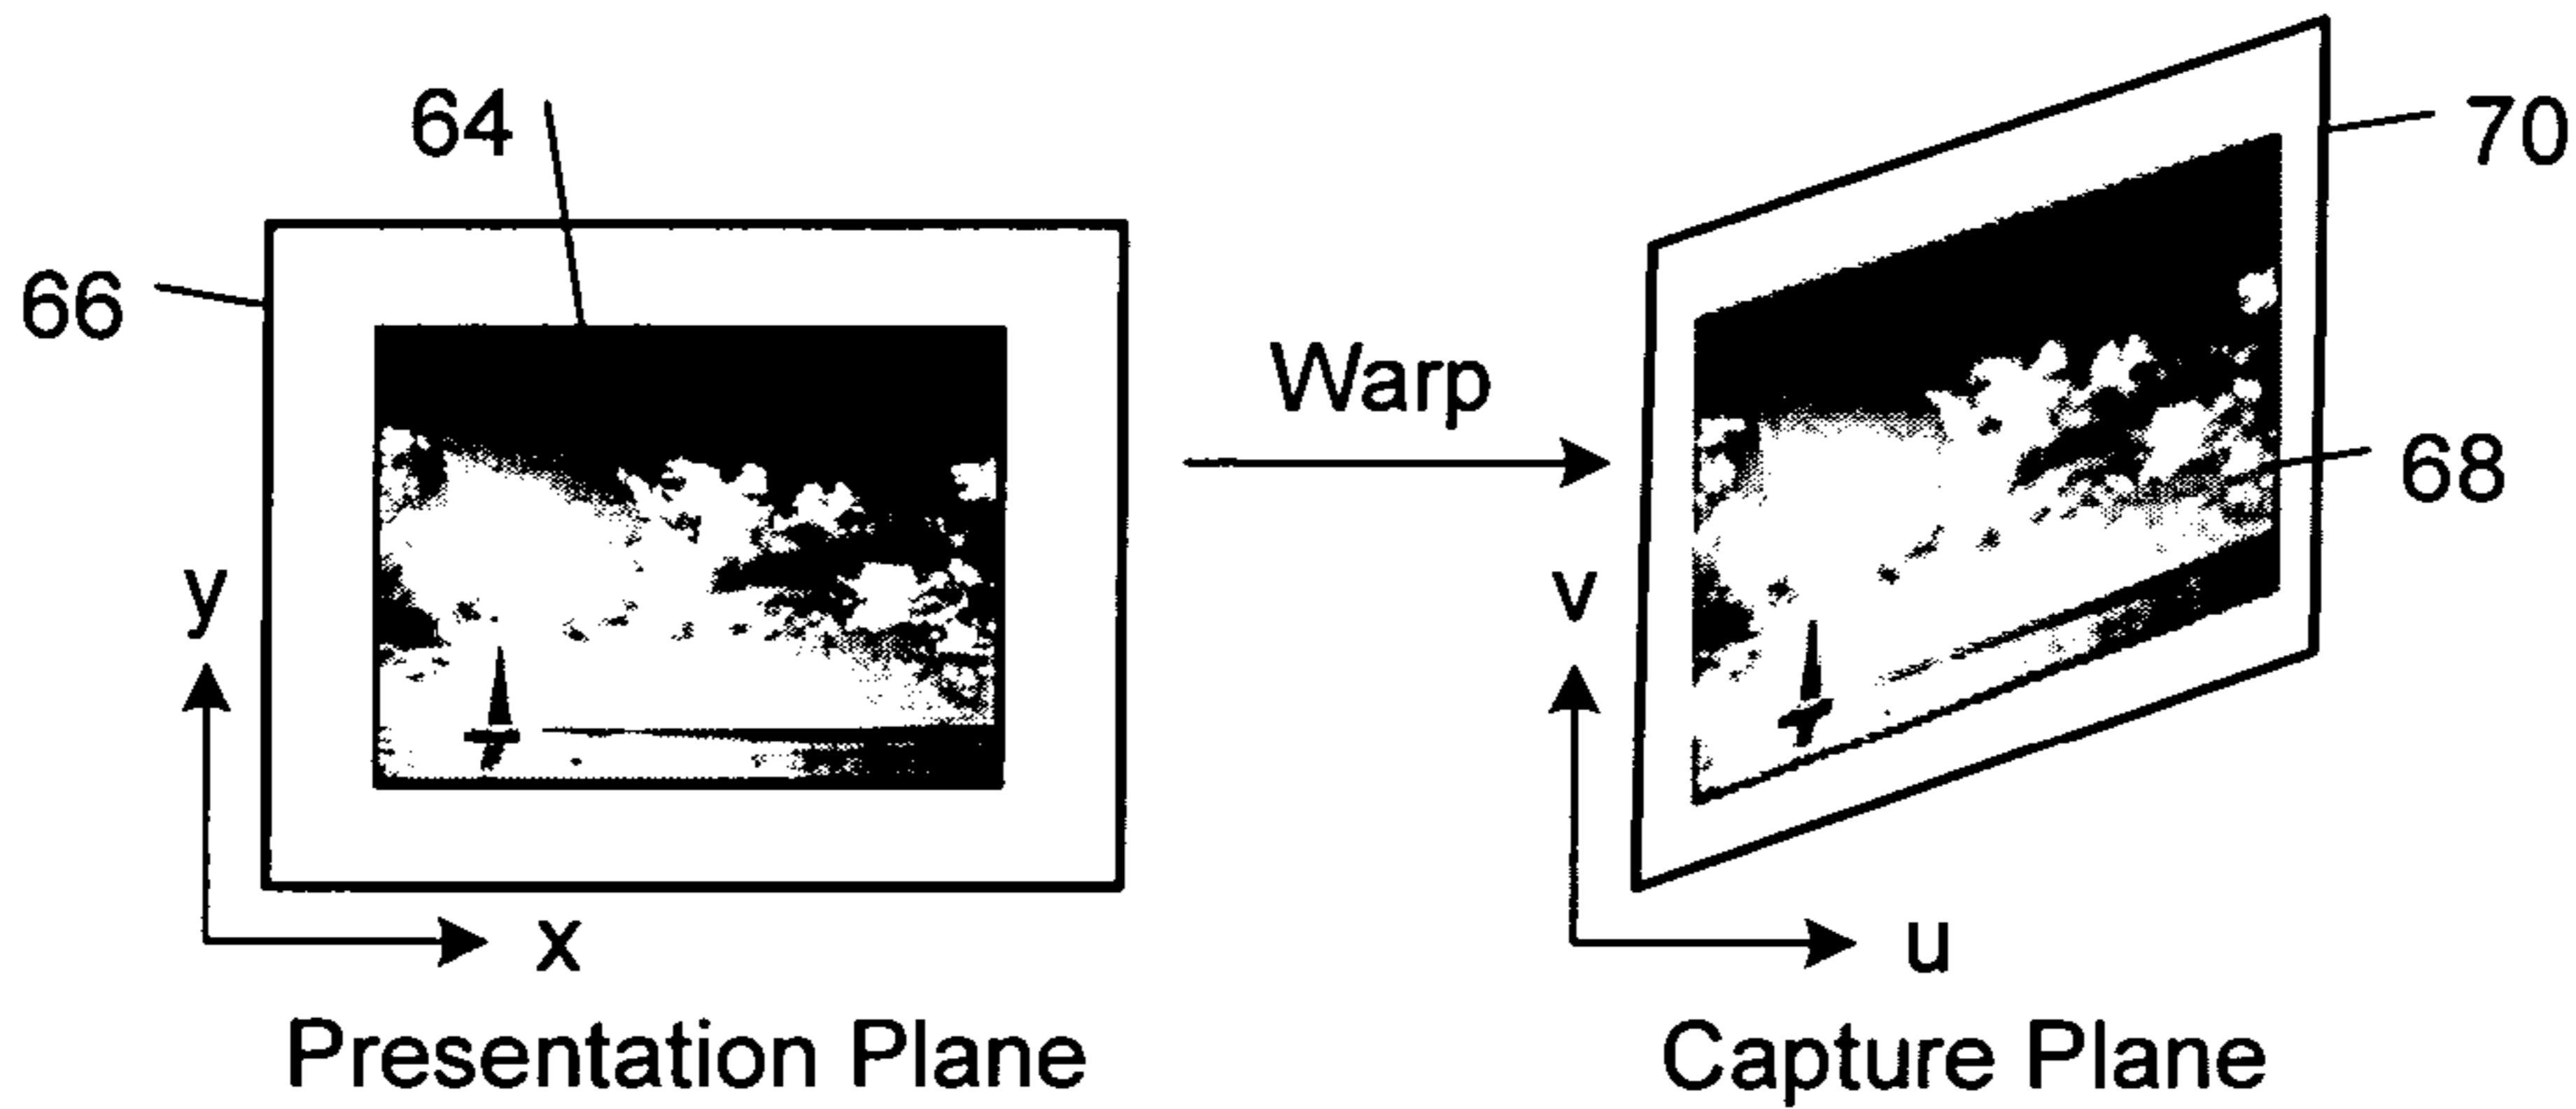 64
70
66
Warp
68
y
v
x
u
Presentation Plane
Capture Plane